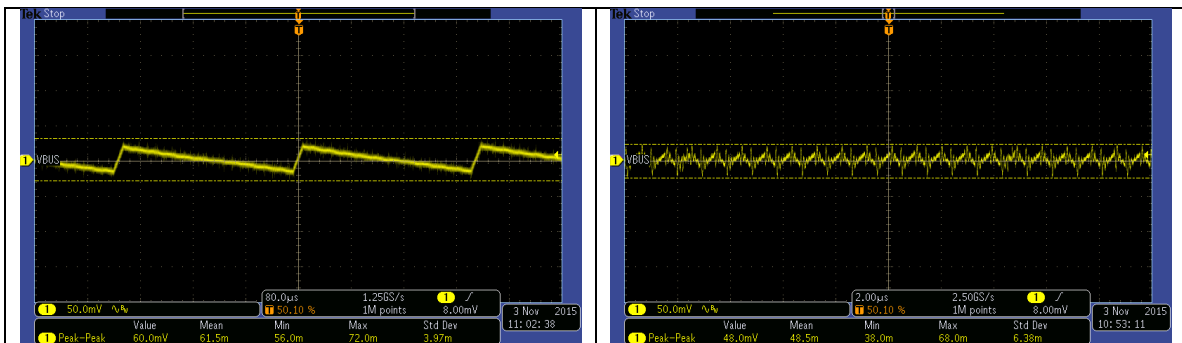 Tek Stop
T
T
1 VBUS
1 50.0mV
80.0µs 1.25GS/s 1
T 50.10 % 1M points 8.00mV
3 Nov 2015
11:02:38
Value Mean Min Max Std Dev
1 Peak-Peak 60.0mV 61.5m 56.0m 72.0m 3.97m
Tek Stop
T
T
1 VBUS
1 50.0mV
2.00µs 2.50GS/s 1
T 50.10 % 1M points 8.00mV
3 Nov 2015
10:53:11
Value Mean Min Max Std Dev
1 Peak-Peak 48.0mV 48.5m 38.0m 68.0m 6.38m